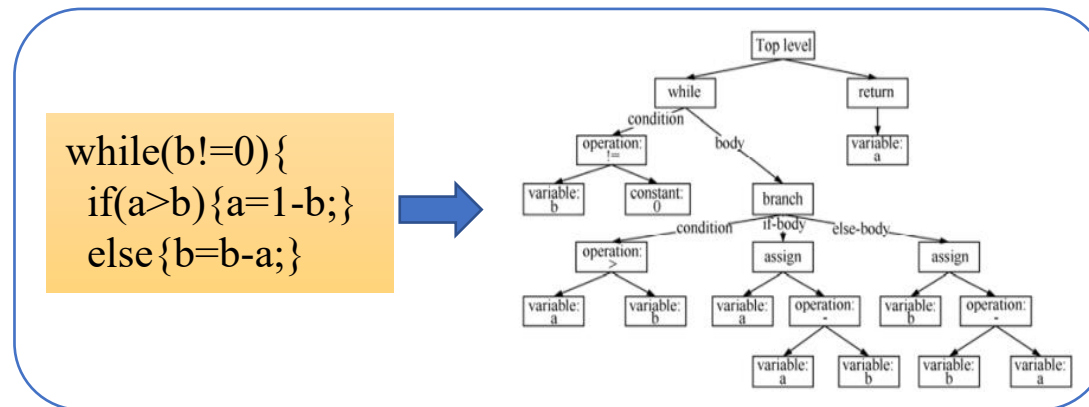 while(b!=0){
if(a>b){a=1-b;}
else{b=b-a;}
Top level
while
return
condition
body
operation:
!=
variable:
a
variable:
b
constant:
0
branch
condition
if-body
else-body
operation:
>
assign
assign
variable:
a
variable:
b
variable:
a
operation:
-
variable:
b
operation:
-
variable:
a
variable:
b
variable:
b
variable:
a